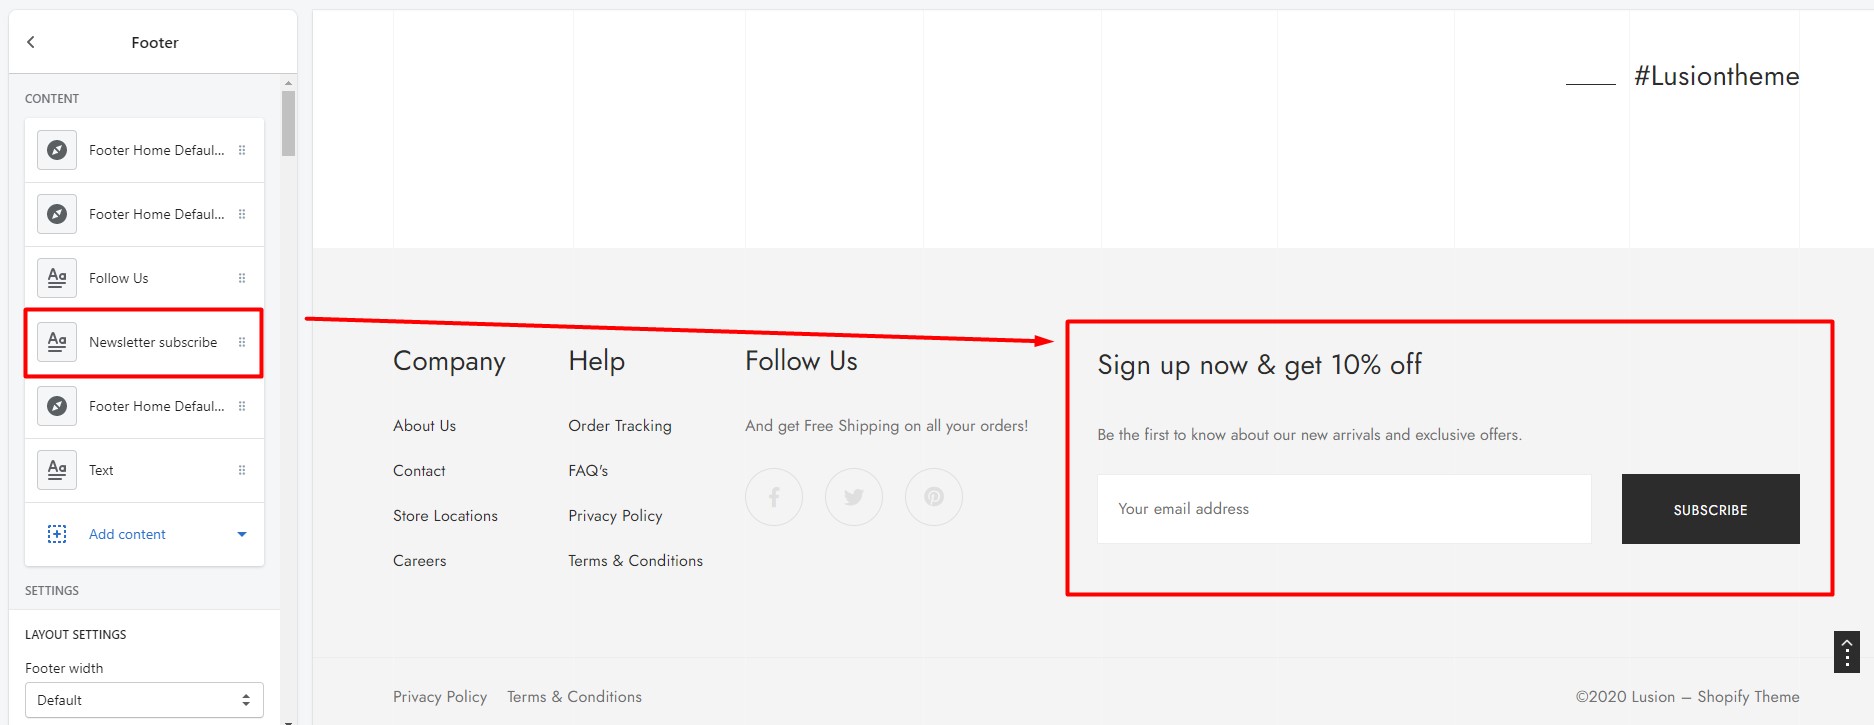 Footer
CONTENT
Footer Home Defaul...
Footer Home Defaul...
Aa Follow Us
Aa Newsletter subscribe
Footer Home Defaul...
Aa Text
Add content
SETTINGS
LAYOUT SETTINGS
Footer width
Default
#Lusiontheme
Company
About Us
Contact
Store Locations
Careers
Help
Order Tracking
FAQ's
Privacy Policy
Terms & Conditions
Follow Us
And get Free Shipping on all your orders!
Sign up now & get 10% off
Be the first to know about our new arrivals and exclusive offers.
Your email address
SUBSCRIBE
Privacy Policy Terms & Conditions
©2020 Lusion – Shopify Theme